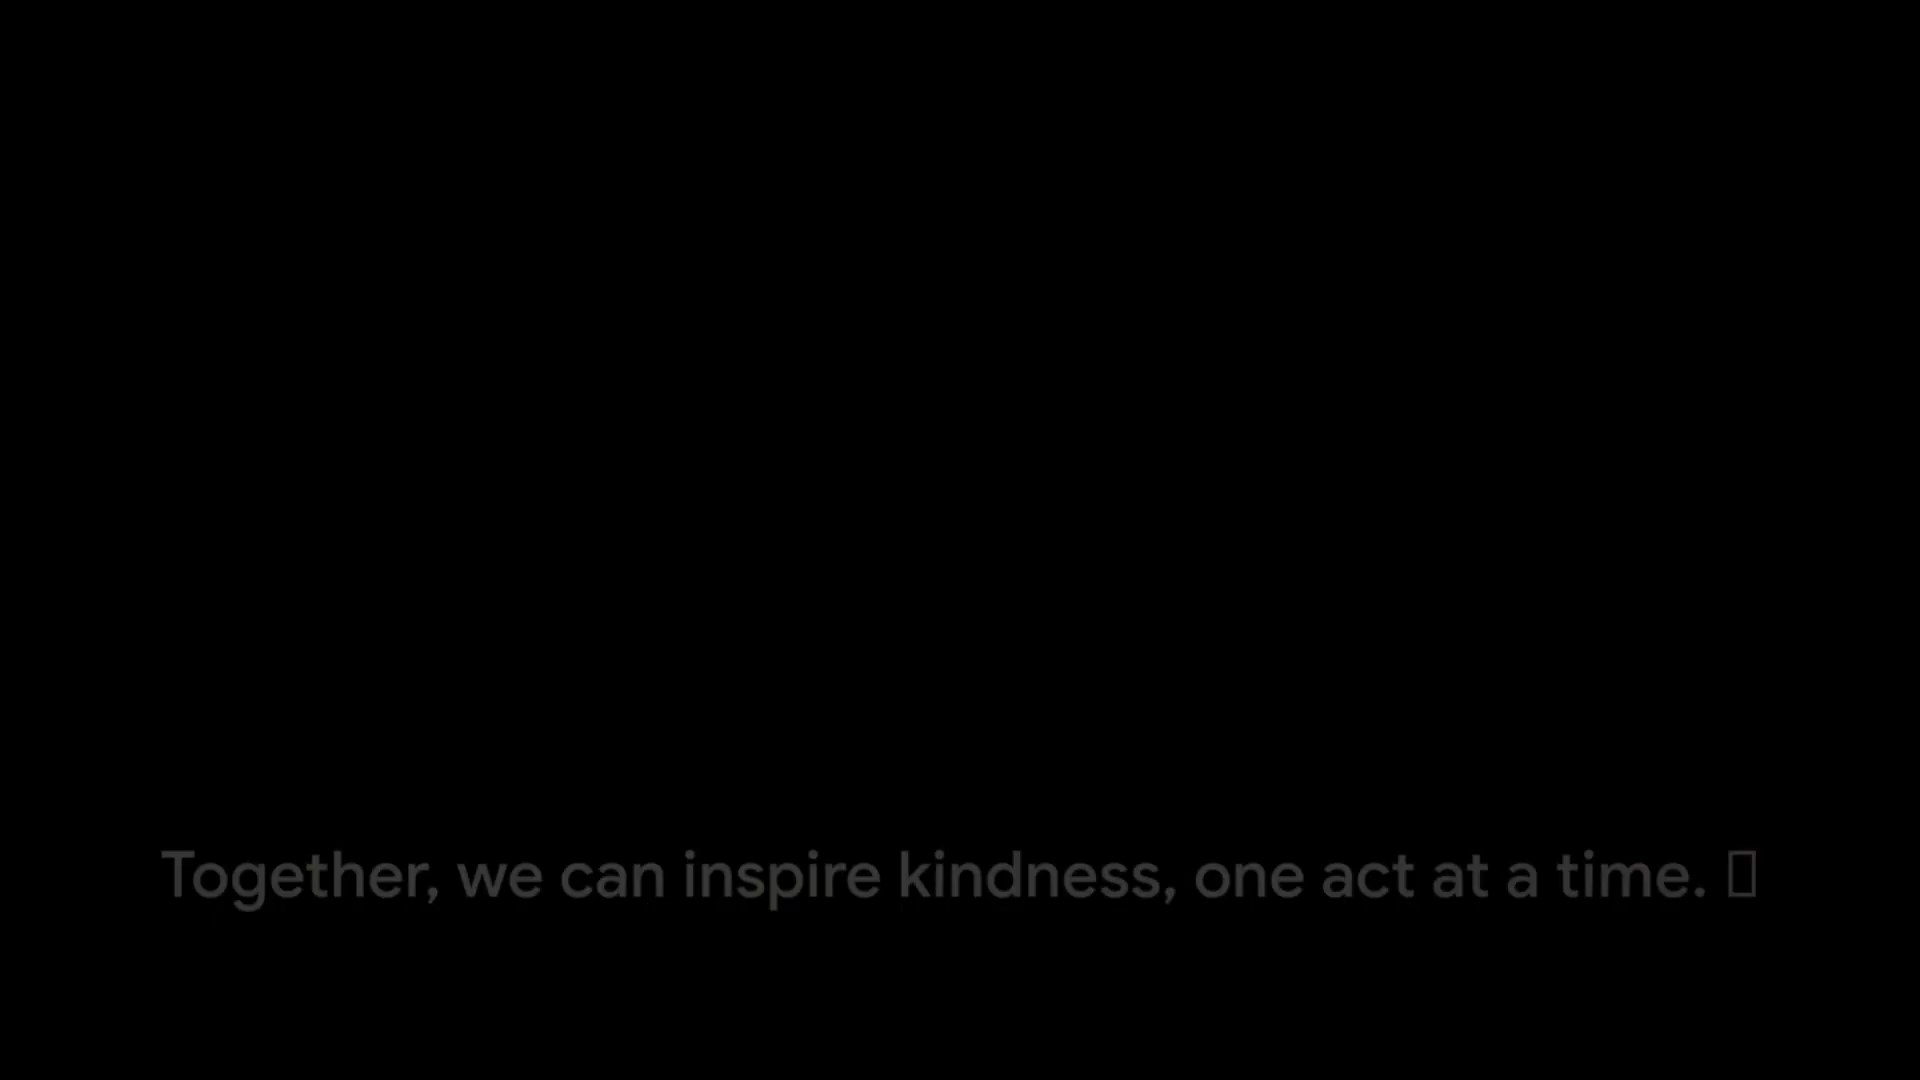 Together, we can inspire kindness, one act at a time.